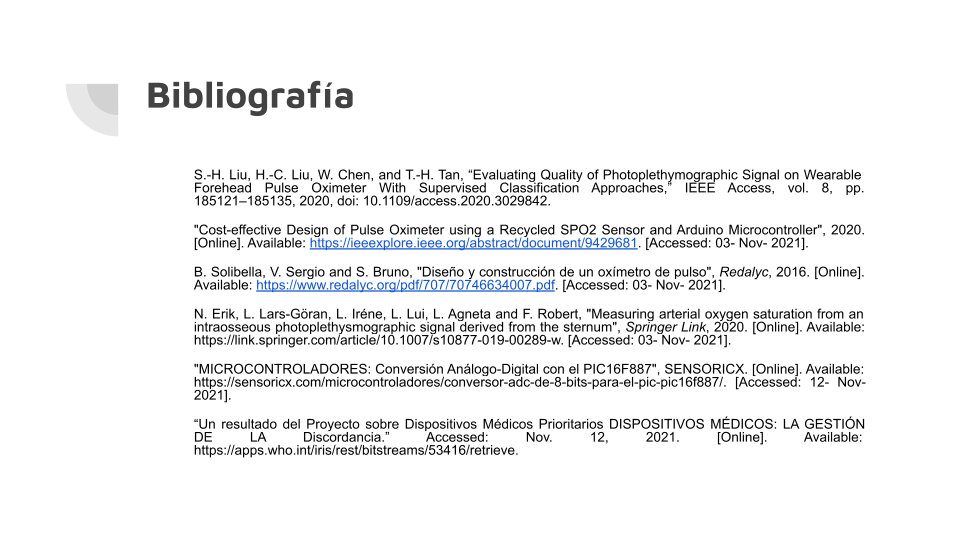 Bibliografía
S.-H. Liu, H.-C. Liu, W. Chen, and T.-H. Tan, “Evaluating Quality of Photoplethymographic Signal on Wearable
Forehead Pulse Oximeter With Supervised Classification Approaches,” IEEE Access, vol. 8, pp.
185121–185135, 2020, doi: 10.1109/access.2020.3029842.
"Cost-effective Design of Pulse Oximeter using a Recycled SPO2 Sensor and Arduino Microcontroller", 2020.
[Online]. Available: https://ieeexplore.ieee.org/abstract/document/9429681. [Accessed: 03- Nov- 2021].
B. Solibella, V. Sergio and S. Bruno, "Diseño y construcción de un oxímetro de pulso", Redalyc, 2016. [Online].
Available: https://www.redalyc.org/pdf/707/70746634007.pdf. [Accessed: 03- Nov- 2021].
N. Erik, L. Lars-Göran, L. Iréne, L. Lui, L. Agneta and F. Robert, "Measuring arterial oxygen saturation from an
intraosseous photoplethysmographic signal derived from the sternum", Springer Link, 2020. [Online]. Available:
https://link.springer.com/article/10.1007/s10877-019-00289-w. [Accessed: 03- Nov- 2021].
"MICROCONTROLADORES: Conversión Análogo-Digital con el PIC16F887", SENSORICX. [Online]. Available:
https://sensoricx.com/microcontroladores/conversor-adc-de-8-bits-para-el-pic-pic16f887/. [Accessed: 12- Nov-
2021].
“Un resultado del Proyecto sobre Dispositivos Médicos Prioritarios DISPOSITIVOS MÉDICOS: LA GESTIÓN
DE LA Discordancia.” Accessed: Nov. 12, 2021. [Online]. Available:
https://apps.who.int/iris/rest/bitstreams/53416/retrieve.